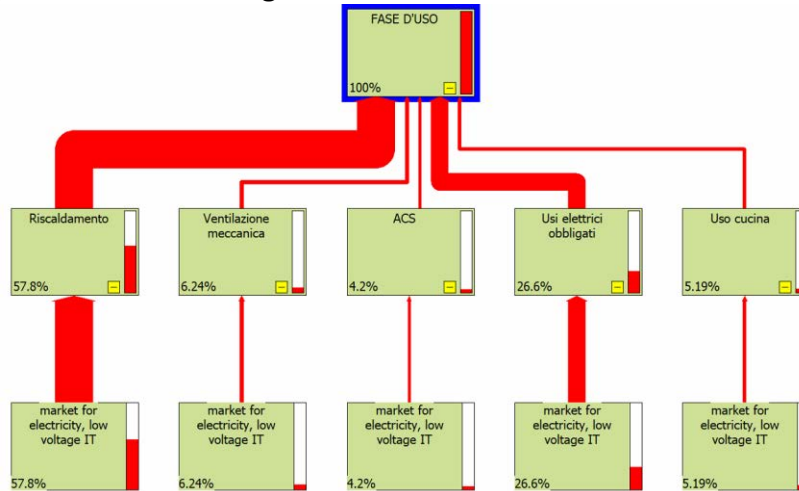 FASE D'USO
100%
Riscaldamento
57.8%
Ventilazione
meccanica
6.24%
ACS
4.2%
Usi elettrici
obbligati
26.6%
Uso cucina
5.19%
market for
electricity, low
voltage IT
57.8%
market for
electricity, low
voltage IT
6.24%
market for
electricity, low
voltage IT
4.2%
market for
electricity, low
voltage IT
26.6%
market for
electricity, low
voltage IT
5.19%